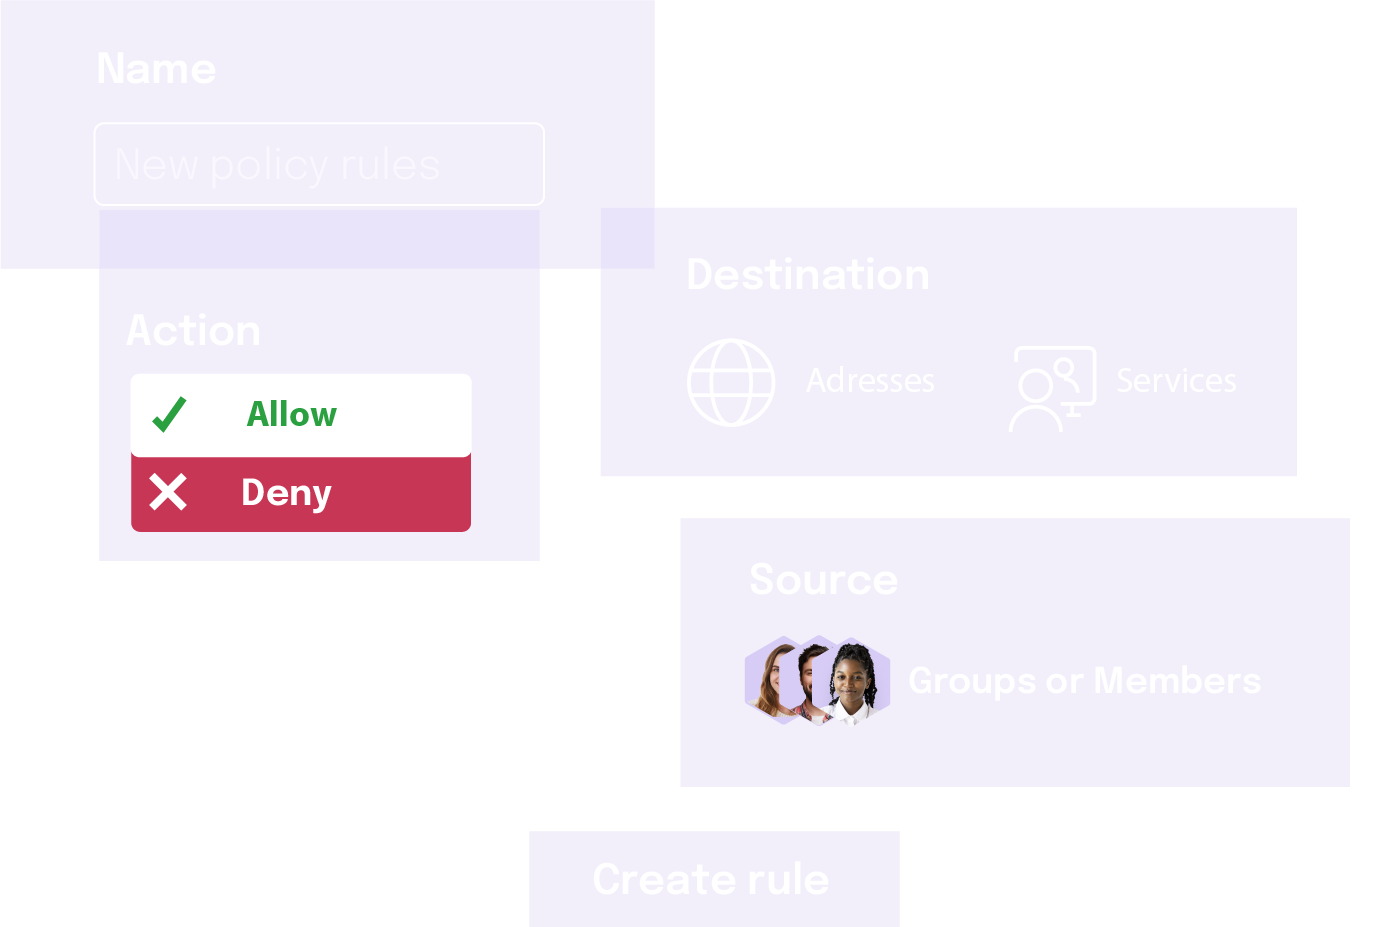 Name
New policy rules
Destination
Action
Adresses
Services
Allow
Deny
Source
Groups or Members
Create rule